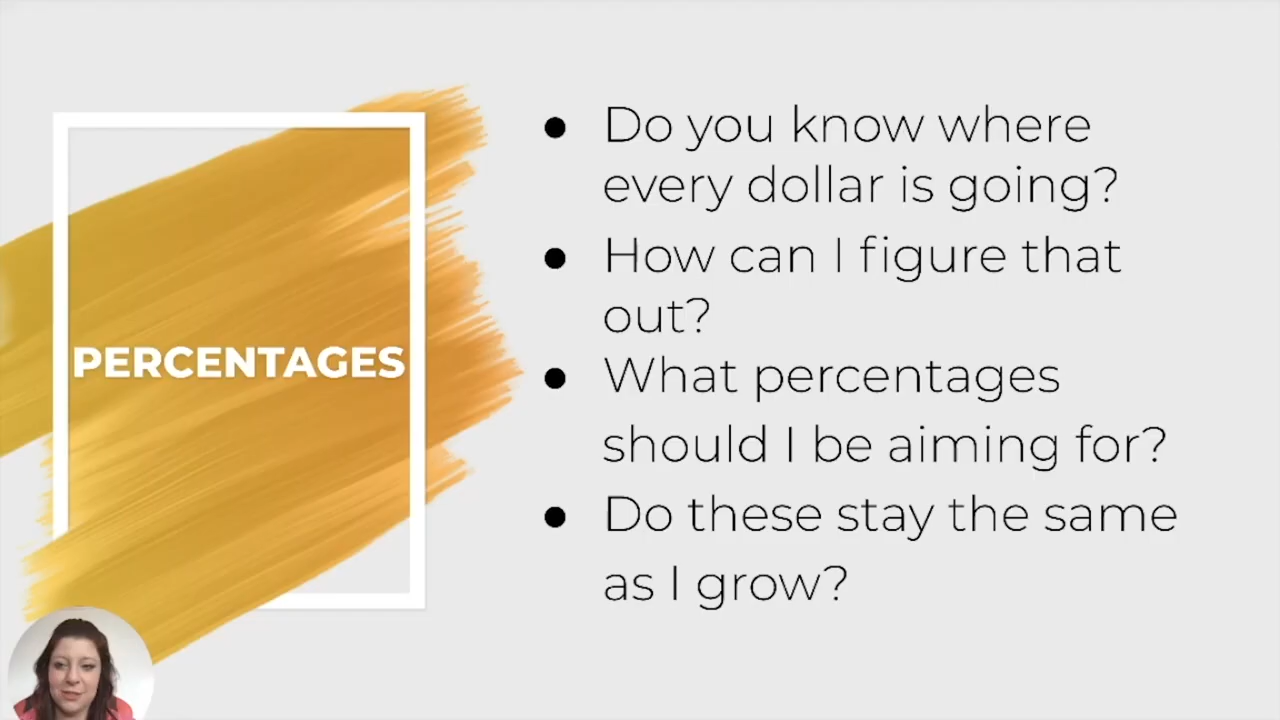 PERCENTAGES
● Do you know where
every dollar is going?
● How can I figure that
out?
● What percentages
should I be aiming for?
● Do these stay the same
as I grow?